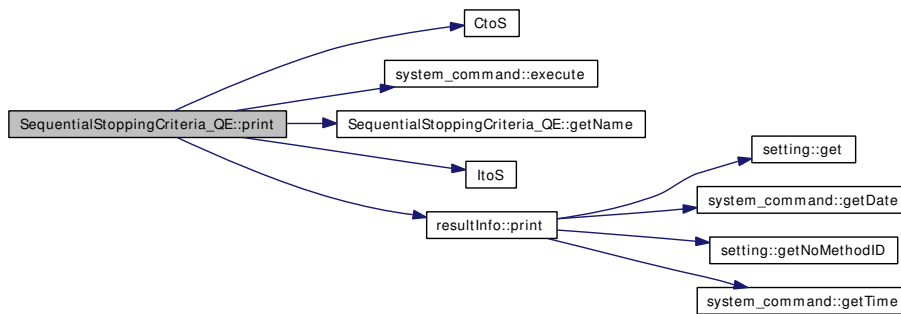 CtoS
system_command::execute
SequentialStoppingCriteria_QE::print
SequentialStoppingCriteria_QE::getName
ItoS
resultInfo::print
setting::get
system_command::getDate
setting::getNoMethodID
system_command::getTime